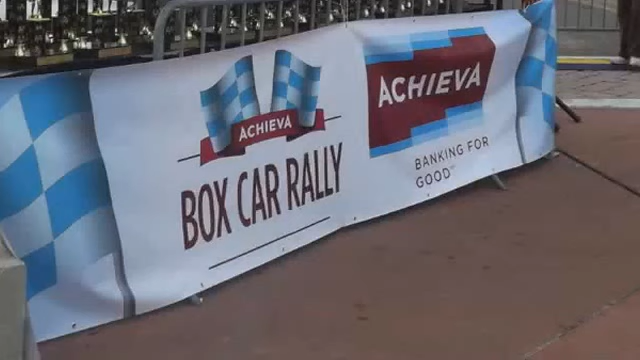 ACHIEVA
BOX CAR RALLY
ACHIEVA
BANKING FOR
GOOD